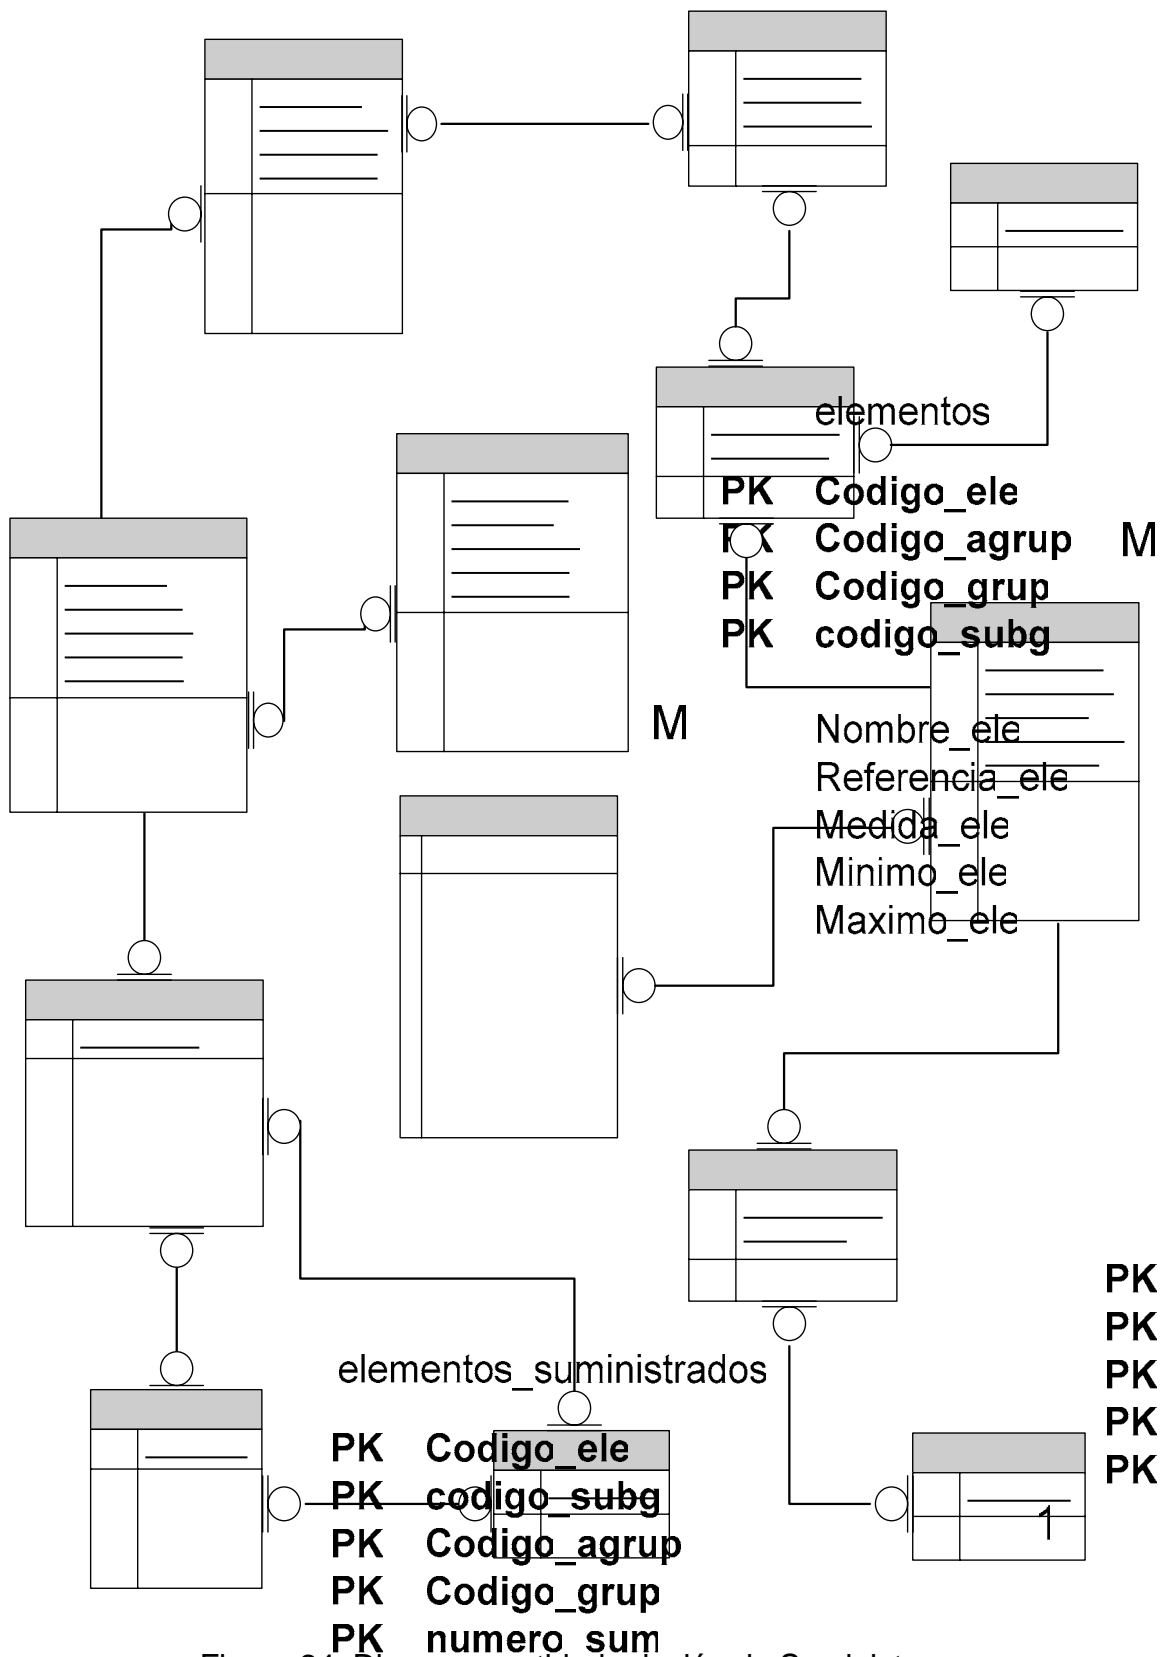 elementos
PK Codigo_ele
PK Codigo_agrup M
PK Codigo_grup
PK codigo_subg
M
Nombre_ele
Referencia_ele
Medida_ele
Minimo_ele
Maximo_ele
PK
PK
PK
PK
PK
elementos_suministrados
PK Codigo_ele
PK codigo_subg
1
PK Codigo_agrup
PK Codigo_grup
PK numero_sum